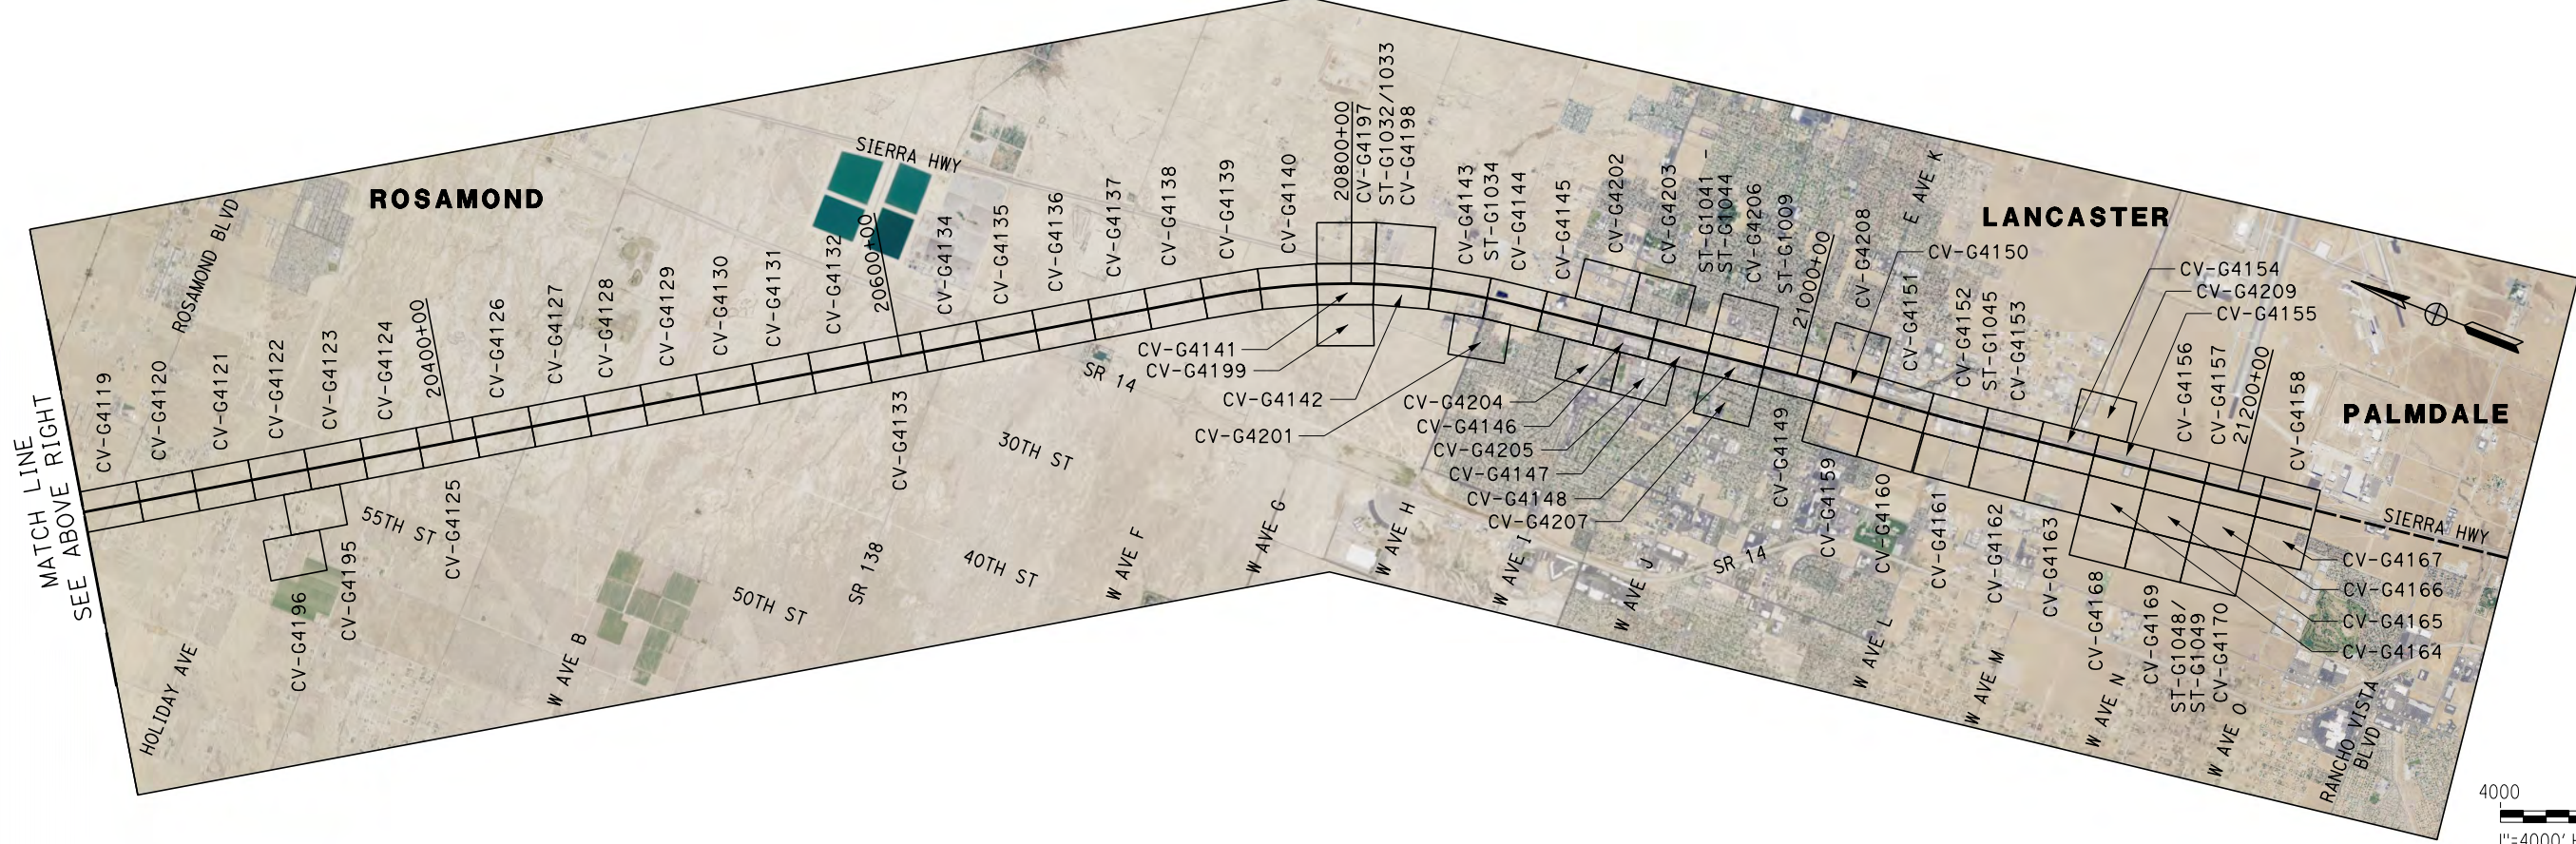 MATCH LINE
SEE ABOVE RIGHT
ROSAMOND
LANCASTER
PALMDALE
ROSAMOND BLVD
SIERRA HWY
CV-G4119
CV-G4120
CV-G4121
CV-G4122
CV-G4123
CV-G4124
20400+00
CV-G4125
CV-G4126
CV-G4127
CV-G4128
CV-G4129
CV-G4130
CV-G4131
CV-G4132
20600+00
CV-G4133
CV-G4134
CV-G4135
CV-G4136
CV-G4137
CV-G4138
CV-G4139
CV-G4140
20800+00
CV-G4197
ST-G1032/1033
CV-G4198
CV-G4143
ST-G1034
CV-G4144
CV-G4145
CV-G4202
CV-G4203
ST-G1041 -
ST-G1044
CV-G4206
ST-G1009
21000+00
CV-G4208
E AVE K
CV-G4150
CV-G4151
CV-G4152
ST-G1045
CV-G4153
CV-G4154
CV-G4209
CV-G4155
CV-G4156
CV-G4157
21200+00
CV-G4158
CV-G4141
CV-G4199
CV-G4142
CV-G4201
CV-G4204
CV-G4146
CV-G4205
CV-G4147
CV-G4148
CV-G4207
CV-G4149
CV-G4159
CV-G4160
CV-G4161
CV-G4162
CV-G4163
CV-G4168
CV-G4169
ST-G1048/
ST-G1049
CV-G4170
SIERRA HWY
CV-G4167
CV-G4166
CV-G4165
CV-G4164
CV-G4196
CV-G4195
55TH ST
HOLIDAY AVE
W AVE B
50TH ST
SR 138
40TH ST
30TH ST
SR 14
W AVE F
W AVE G
W AVE H
W AVE I
W AVE J
SR 14
W AVE L
W AVE M
W AVE N
W AVE O
RANCHO VISTA
BLVD
4000
1"=4000'